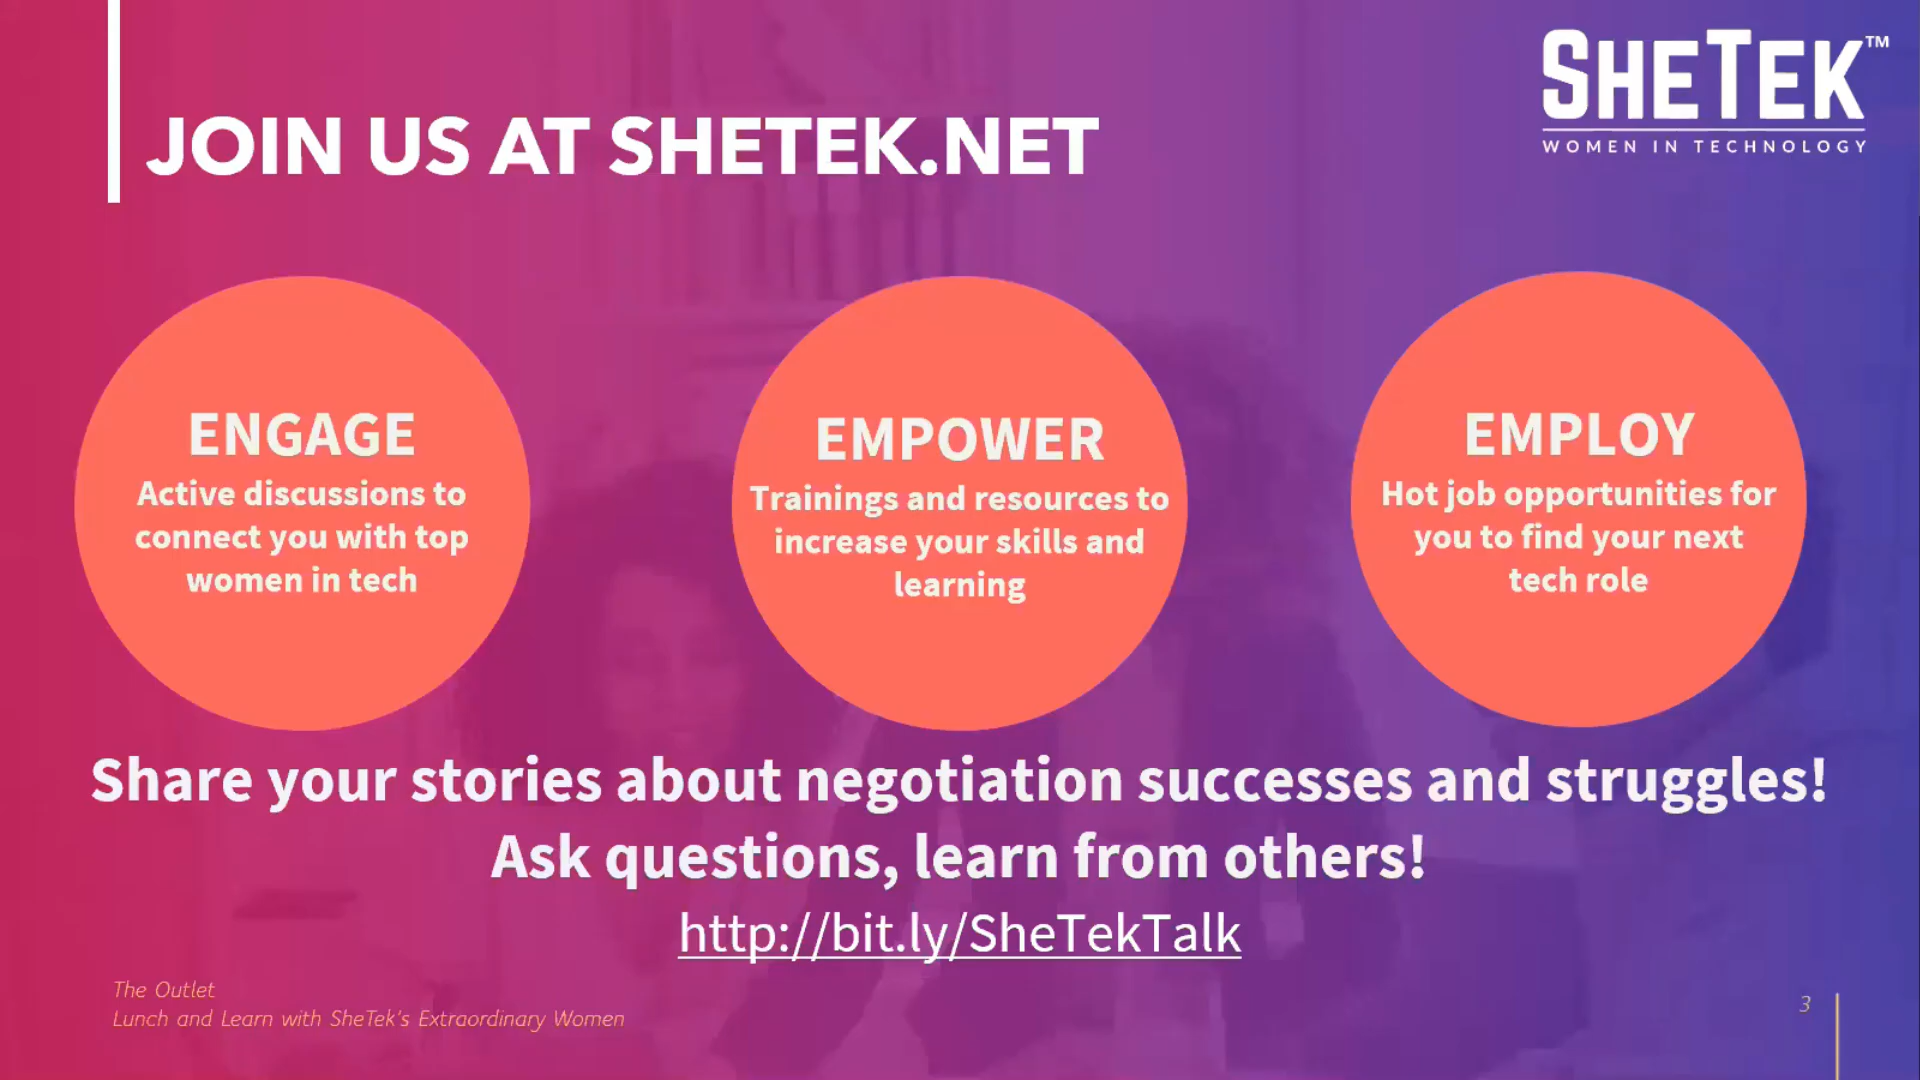 SHETEK™
WOMEN IN TECHNOLOGY
JOIN US AT SHETEK.NET
ENGAGE
Active discussions to
connect you with top
women in tech
EMPOWER
Trainings and resources to
increase your skills and
learning
EMPLOY
Hot job opportunities for
you to find your next
tech role
Share your stories about negotiation successes and struggles!
Ask questions, learn from others!
http://bit.ly/SheTekTalk
The Outlet
Lunch and Learn with SheTek's Extraordinary Women
3